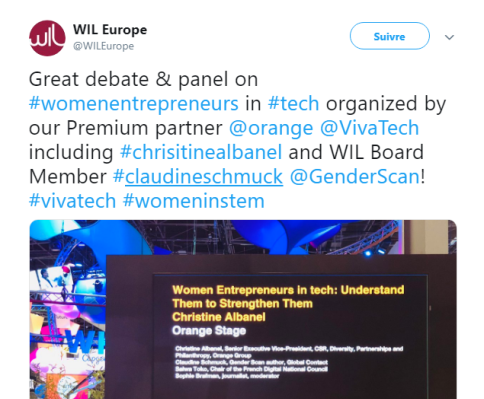 wil
WIL Europe
@WILEurope
Suivre
Great debate & panel on
#womenentrepreneurs in #tech organized by
our Premium partner @orange @VivaTech
including #chrisitinealbanel and WIL Board
Member #claudineschmuck @GenderScan!
#vivatech #womeninstem
Women Entrepreneurs in tech: Understand
Them to Strengthen Them
Christine Albanel
Orange Stage
Christine Albanel, Senior Executive Vice-President, CSR, Diversity, Partnerships and
Philanthropy, Orange Group
Claudine Schmuck, Gender Scan author, Global Contact
Salwa Toko, Chair of the French Digital National Council
Sophie Brafman, journalist, moderator